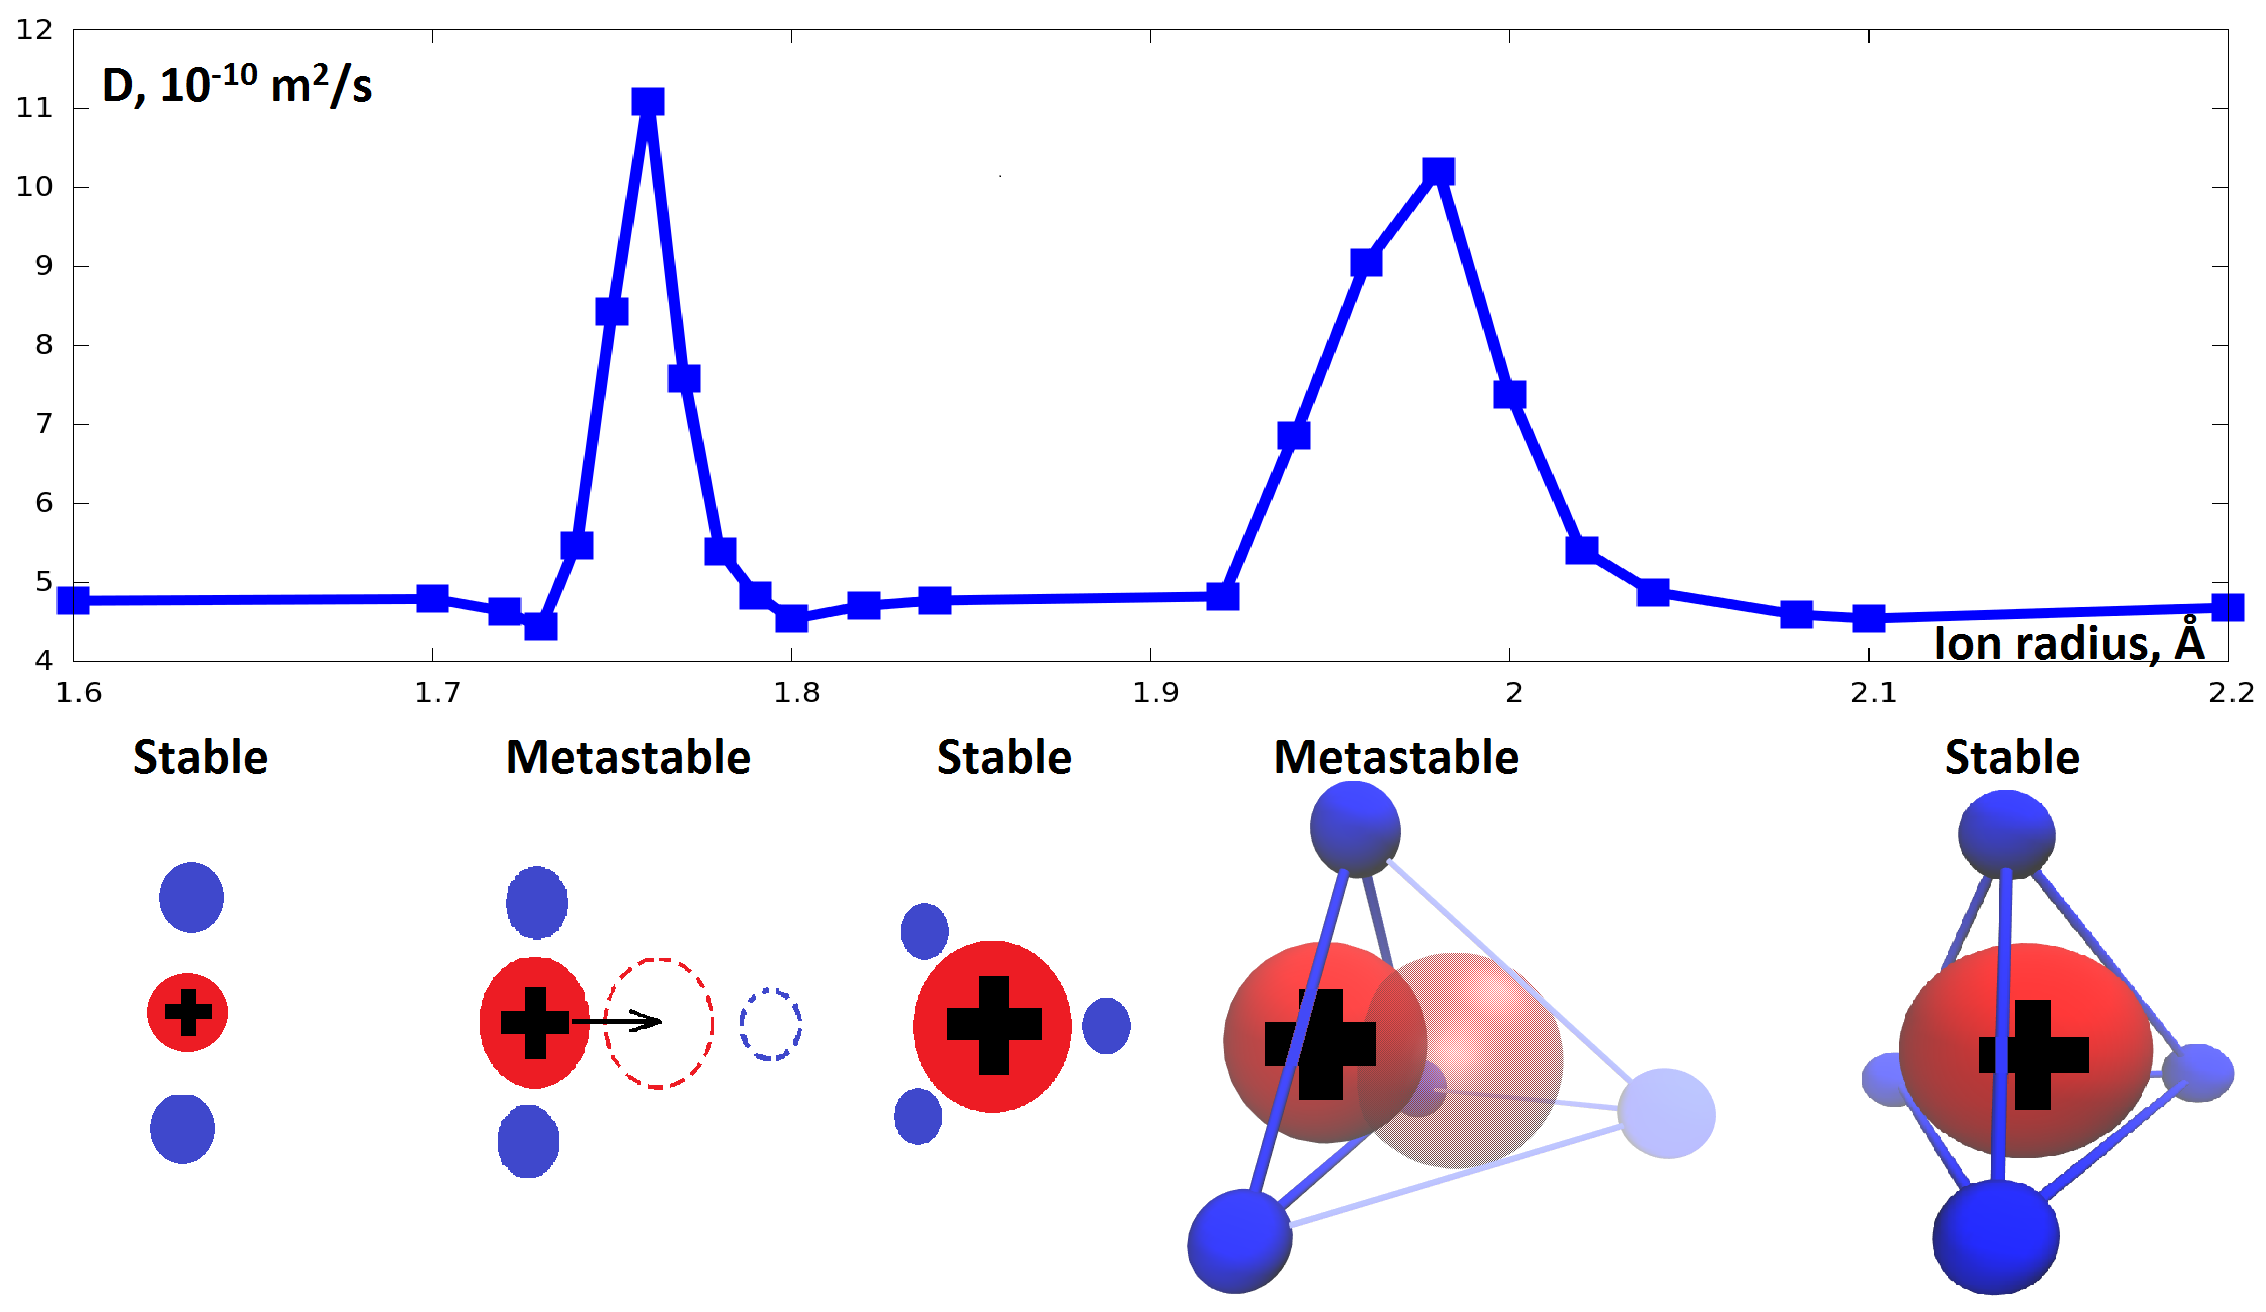 12
D, 10⁻¹⁰ m²/s
11
10
9
8
7
6
5
4
Ion radius, Å
1.6 1.7 1.8 1.9 2 2.1 2.2
Stable Metastable Stable Metastable Stable